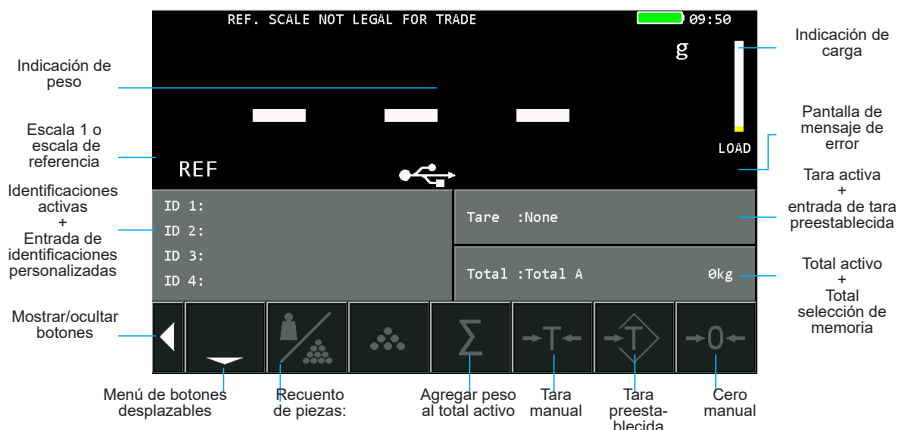 REF. SCALE NOT LEGAL FOR TRADE
09:50
g
LOAD
REF
ID 1:
ID 2:
ID 3:
ID 4:
Tare :None
Total :Total A 0kg
→T←
→T←
→0←
Σ
Indicación de
peso
Escala 1 o
escala de
referencia
Identificaciones
activas
+
Entrada de
identificaciones
personalizadas
Mostrar/ocultar
botones
Indicación de
carga
Pantalla de
mensaje de
error
Tara activa
+
entrada de tara
preestablecida
Total activo
+
Total
selección de
memoria
Menú de botones
desplazables
Recuento
de piezas:
Agregar peso
al total activo
Tara
manual
Tara
preesta-
blecida
Cero
manual